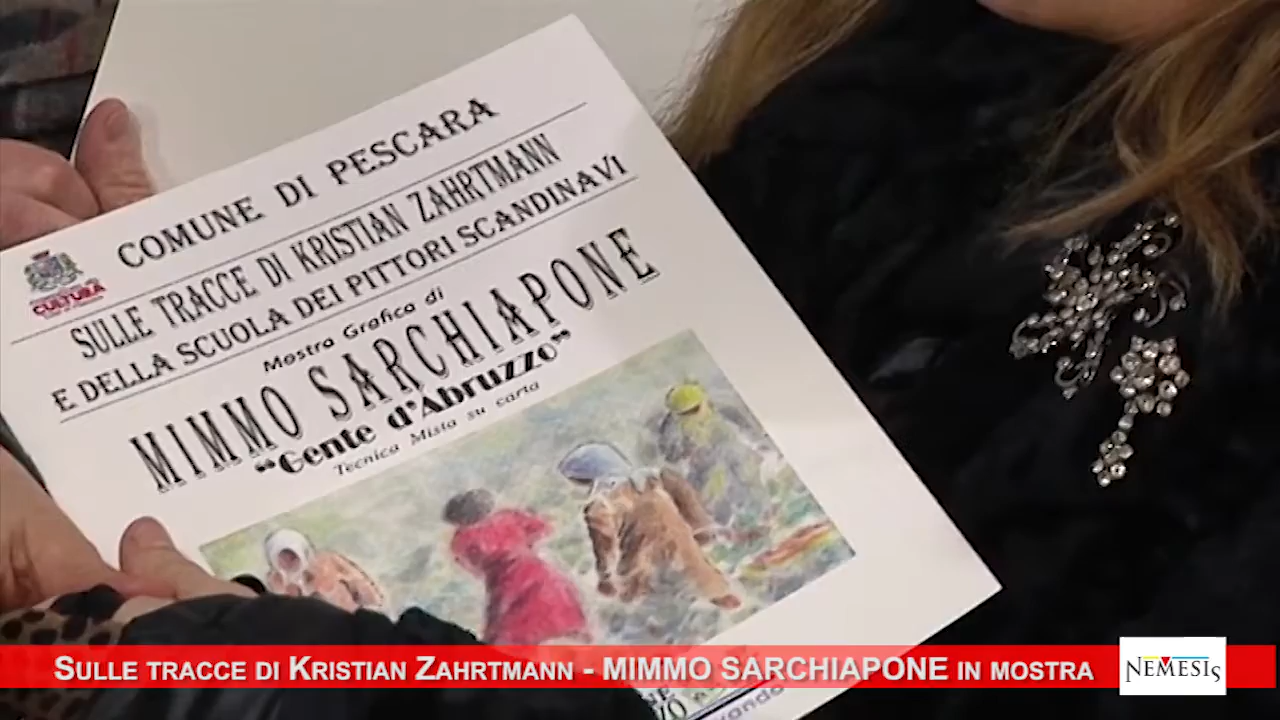 COMUNE DI PESCARA
CULTURA
SULLE TRACCE DI KRISTIAN ZAHRTMANN
E DELLA SCUOLA DEI PITTORI SCANDINAVI
Mostra Grafica di
MIMMO SARCHIAPONE
“Gente d'Abruzzo”
Tecnica Mista su carta
SULLE TRACCE DI KRISTIAN ZAHRTMANN - MIMMO SARCHIAPONE IN MOSTRA
NEMESIS